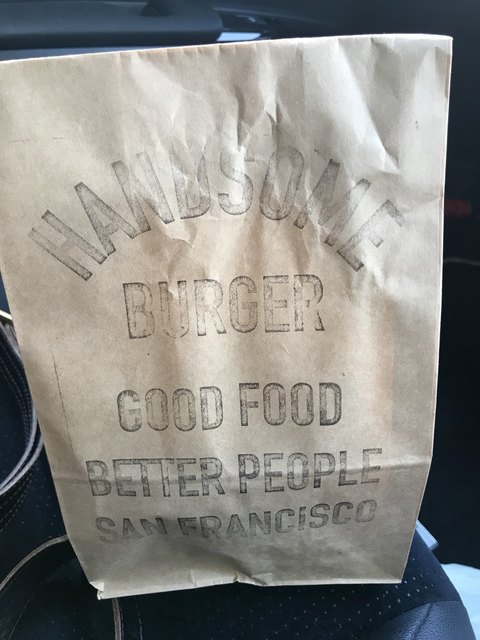 HANDSOME
BURGER
GOOD FOOD
BETTER PEOPLE
SAN FRANCISCO